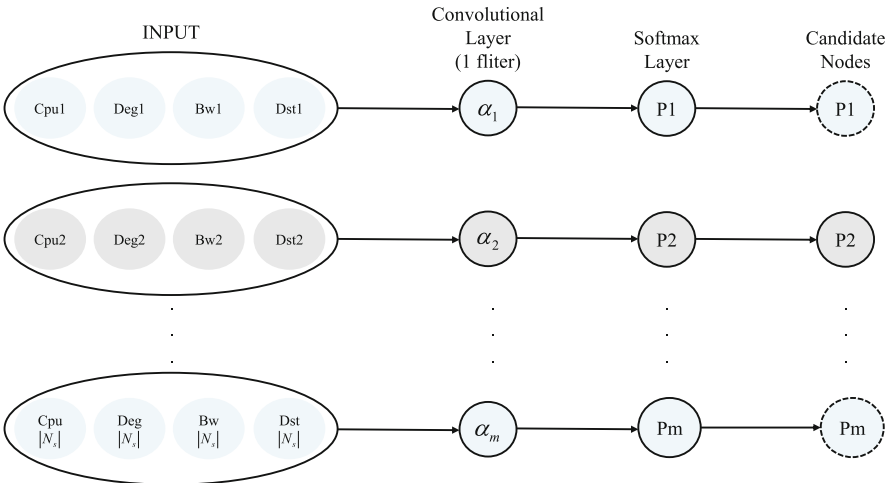 INPUT
Convolutional
Layer
(1 fliter)
Softmax
Layer
Candidate
Nodes
Cpu1 Deg1 Bw1 Dst1 α1 P1 P1
Cpu2 Deg2 Bw2 Dst2 α2 P2 P2
Cpu Deg Bw Dst
|Ns| |Ns| |Ns| |Ns|
αm Pm Pm